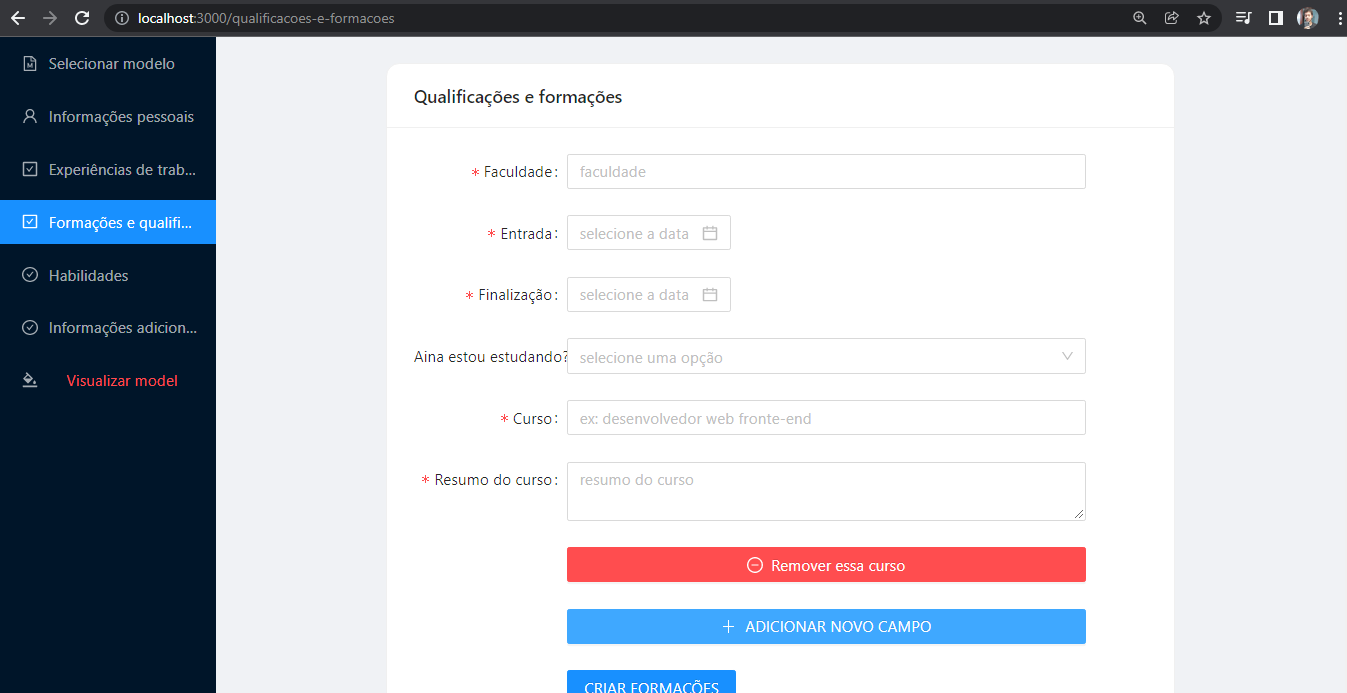 localhost:3000/qualificacoes-e-formacoes
Selecionar modelo
Informações pessoais
Experiências de trab...
Formações e qualifi...
Habilidades
Informações adicion...
Visualizar model
Qualificações e formações
* Faculdade: faculdade
* Entrada: selecione a data
* Finalização: selecione a data
Aina estou estudando? selecione uma opção
* Curso: ex: desenvolvedor web fronte-end
* Resumo do curso: resumo do curso
Remover essa curso
+ ADICIONAR NOVO CAMPO
CRIAR FORMAÇÕES